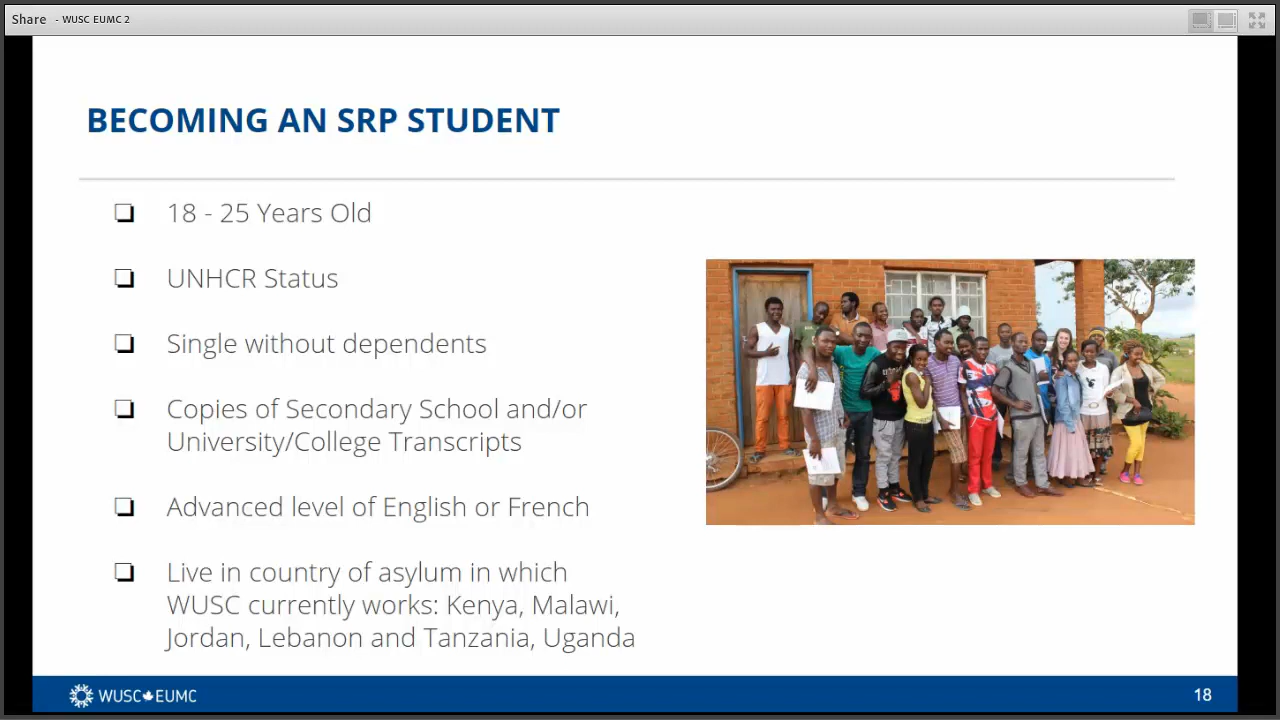 Share - WUSC EUMC 2
BECOMING AN SRP STUDENT
18 - 25 Years Old
UNHCR Status
Single without dependents
Copies of Secondary School and/or
University/College Transcripts
Advanced level of English or French
Live in country of asylum in which
WUSC currently works: Kenya, Malawi,
Jordan, Lebanon and Tanzania, Uganda
WUSC EUMC
18